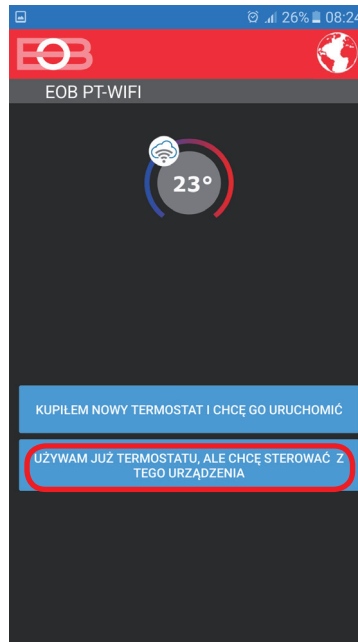 26% 08:24
EOB
EOB PT-WIFI
23°
KUPIŁEM NOWY TERMOSTAT I CHCĘ GO URUCHOMIĆ
UŻYWAM JUŻ TERMOSTATU, ALE CHCĘ STEROWAĆ Z
TEGO URZĄDZENIA